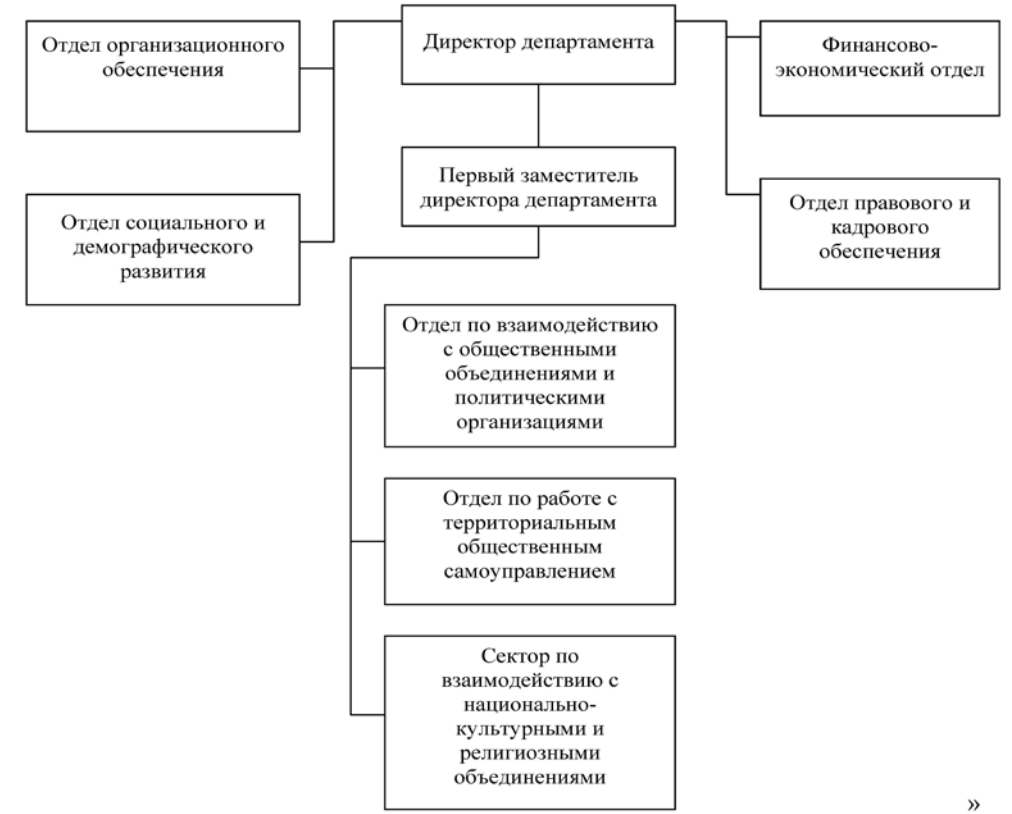 Директор департамента
Отдел организационного
обеспечения
Финансово-
экономический отдел
Первый заместитель
директора департамента
Отдел социального и
демографического
развития
Отдел правового и
кадрового
обеспечения
Отдел по взаимодействию
с общественными
объединениями и
политическими
организациями
Отдел по работе с
территориальным
общественным
самоуправлением
Сектор по
взаимодействию с
национально-
культурными и
религиозными
объединениями
»